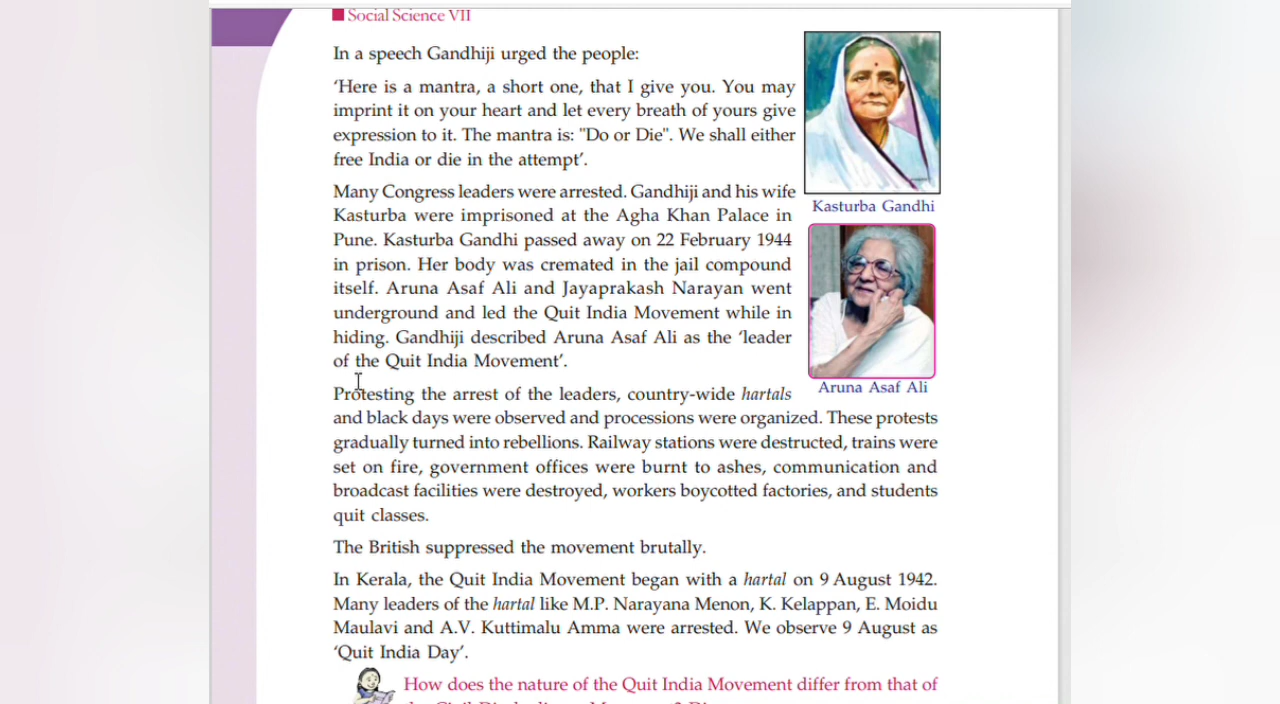 Social Science VII
In a speech Gandhiji urged the people:
‘Here is a mantra, a short one, that I give you. You may
imprint it on your heart and let every breath of yours give
expression to it. The mantra is: "Do or Die". We shall either
free India or die in the attempt’.
Kasturba Gandhi
Many Congress leaders were arrested. Gandhiji and his wife
Kasturba were imprisoned at the Agha Khan Palace in
Pune. Kasturba Gandhi passed away on 22 February 1944
in prison. Her body was cremated in the jail compound
itself. Aruna Asaf Ali and Jayaprakash Narayan went
underground and led the Quit India Movement while in
hiding. Gandhiji described Aruna Asaf Ali as the ‘leader
of the Quit India Movement’.
Aruna Asaf Ali
Protesting the arrest of the leaders, country-wide hartals
and black days were observed and processions were organized. These protests
gradually turned into rebellions. Railway stations were destructed, trains were
set on fire, government offices were burnt to ashes, communication and
broadcast facilities were destroyed, workers boycotted factories, and students
quit classes.
The British suppressed the movement brutally.
In Kerala, the Quit India Movement began with a hartal on 9 August 1942.
Many leaders of the hartal like M.P. Narayana Menon, K. Kelappan, E. Moidu
Maulavi and A.V. Kuttimalu Amma were arrested. We observe 9 August as
‘Quit India Day’.
How does the nature of the Quit India Movement differ from that of